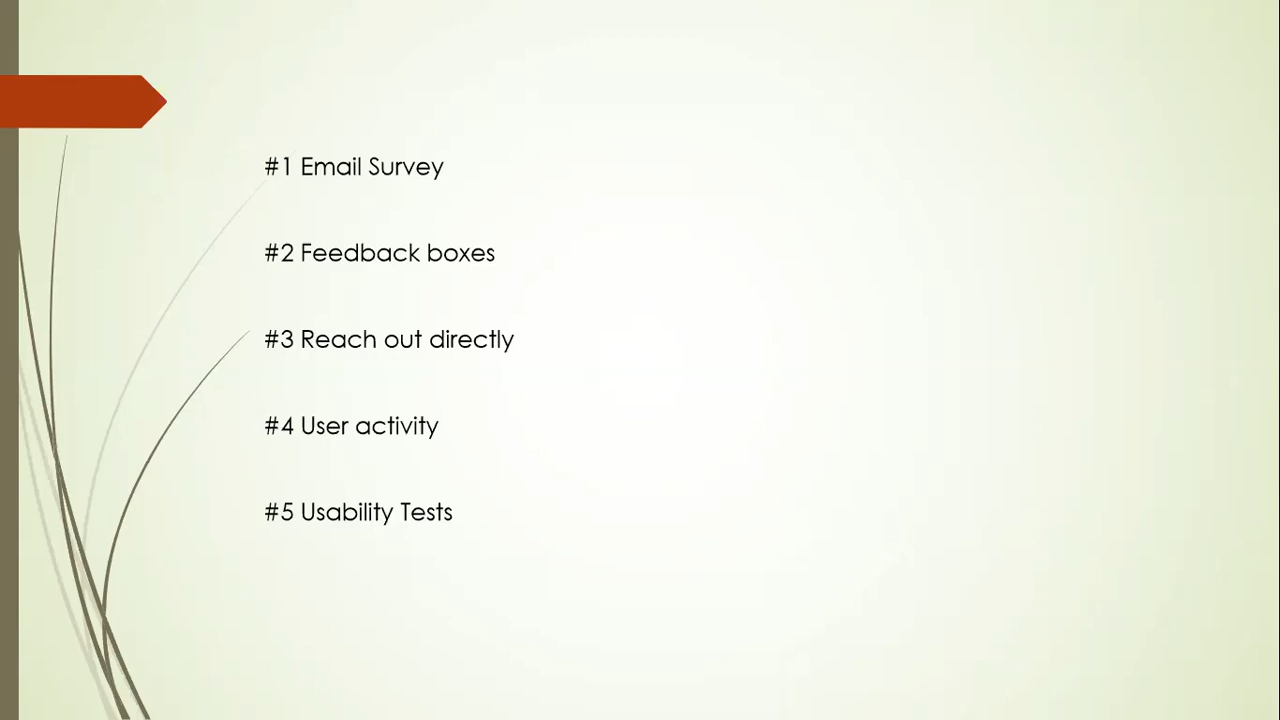 #1 Email Survey
#2 Feedback boxes
#3 Reach out directly
#4 User activity
#5 Usability Tests